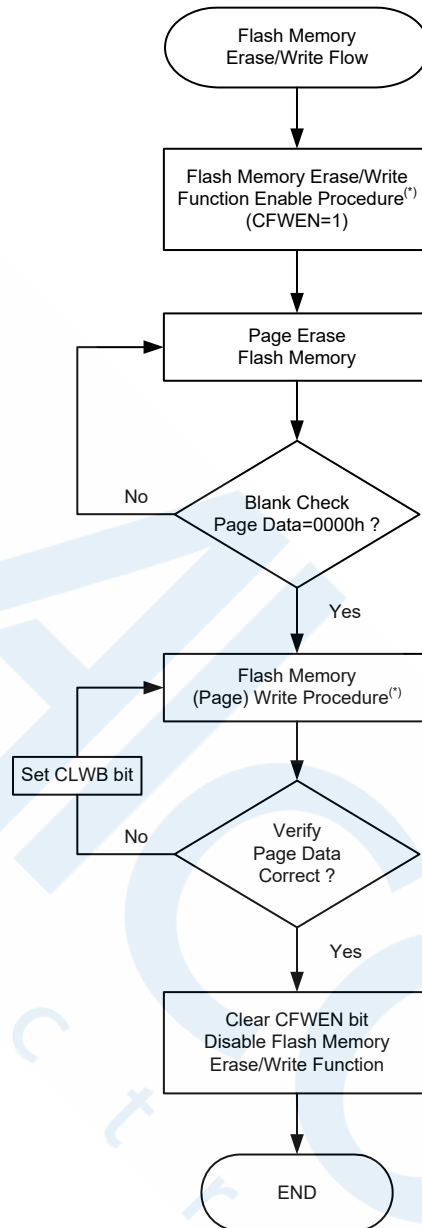 Flash Memory
Erase/Write Flow
Flash Memory Erase/Write
Function Enable Procedure(*)
(CFWEN=1)
Page Erase
Flash Memory
No
Blank Check
Page Data=0000h ?
Yes
Flash Memory
(Page) Write Procedure(*)
Set CLWB bit
No
Verify
Page Data
Correct ?
Yes
Clear CFWEN bit
Disable Flash Memory
Erase/Write Function
END